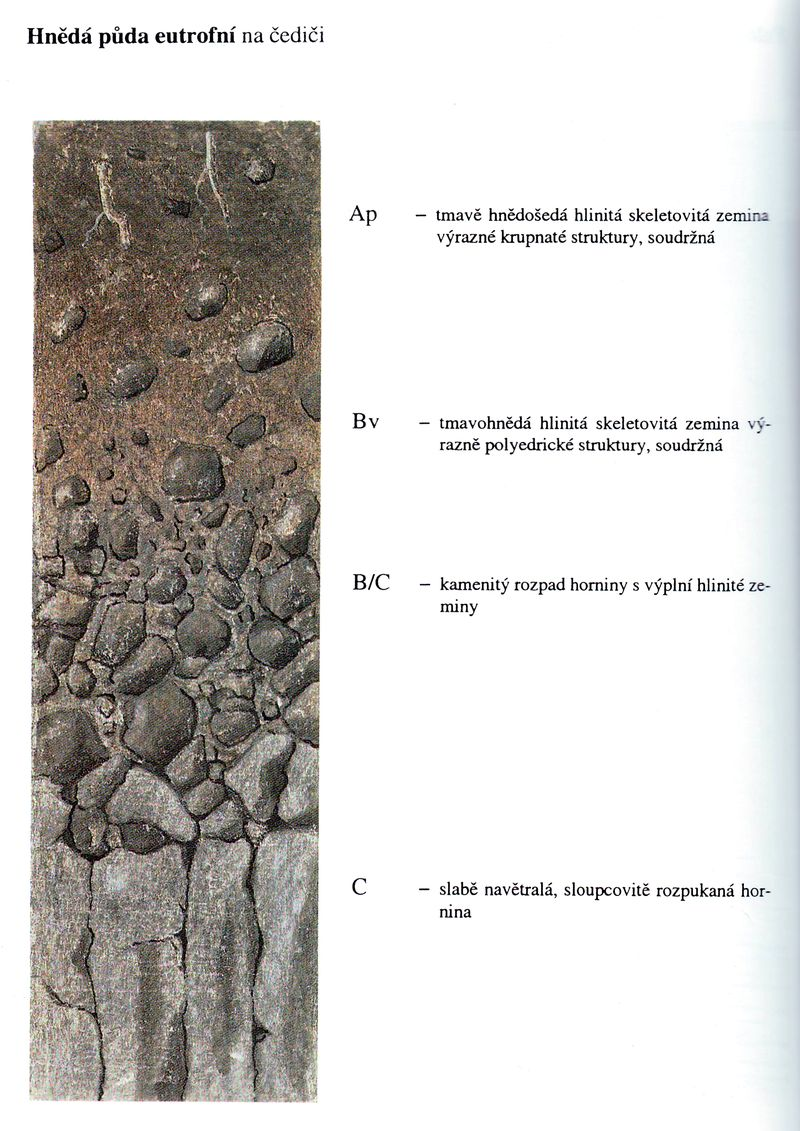 Hnědá půda eutrofní na čediči
Ap – tmavě hnědošedá hlinitá skeletovitá zemina
výrazné krupnaté struktury, soudržná
Bv – tmavohnědá hlinitá skeletovitá zemina vý-
razně polyedrické struktury, soudržná
B/C – kamenitý rozpad horniny s výplní hlinité ze-
miny
C – slabě navětralá, sloupcovitě rozpukaná hor-
nina